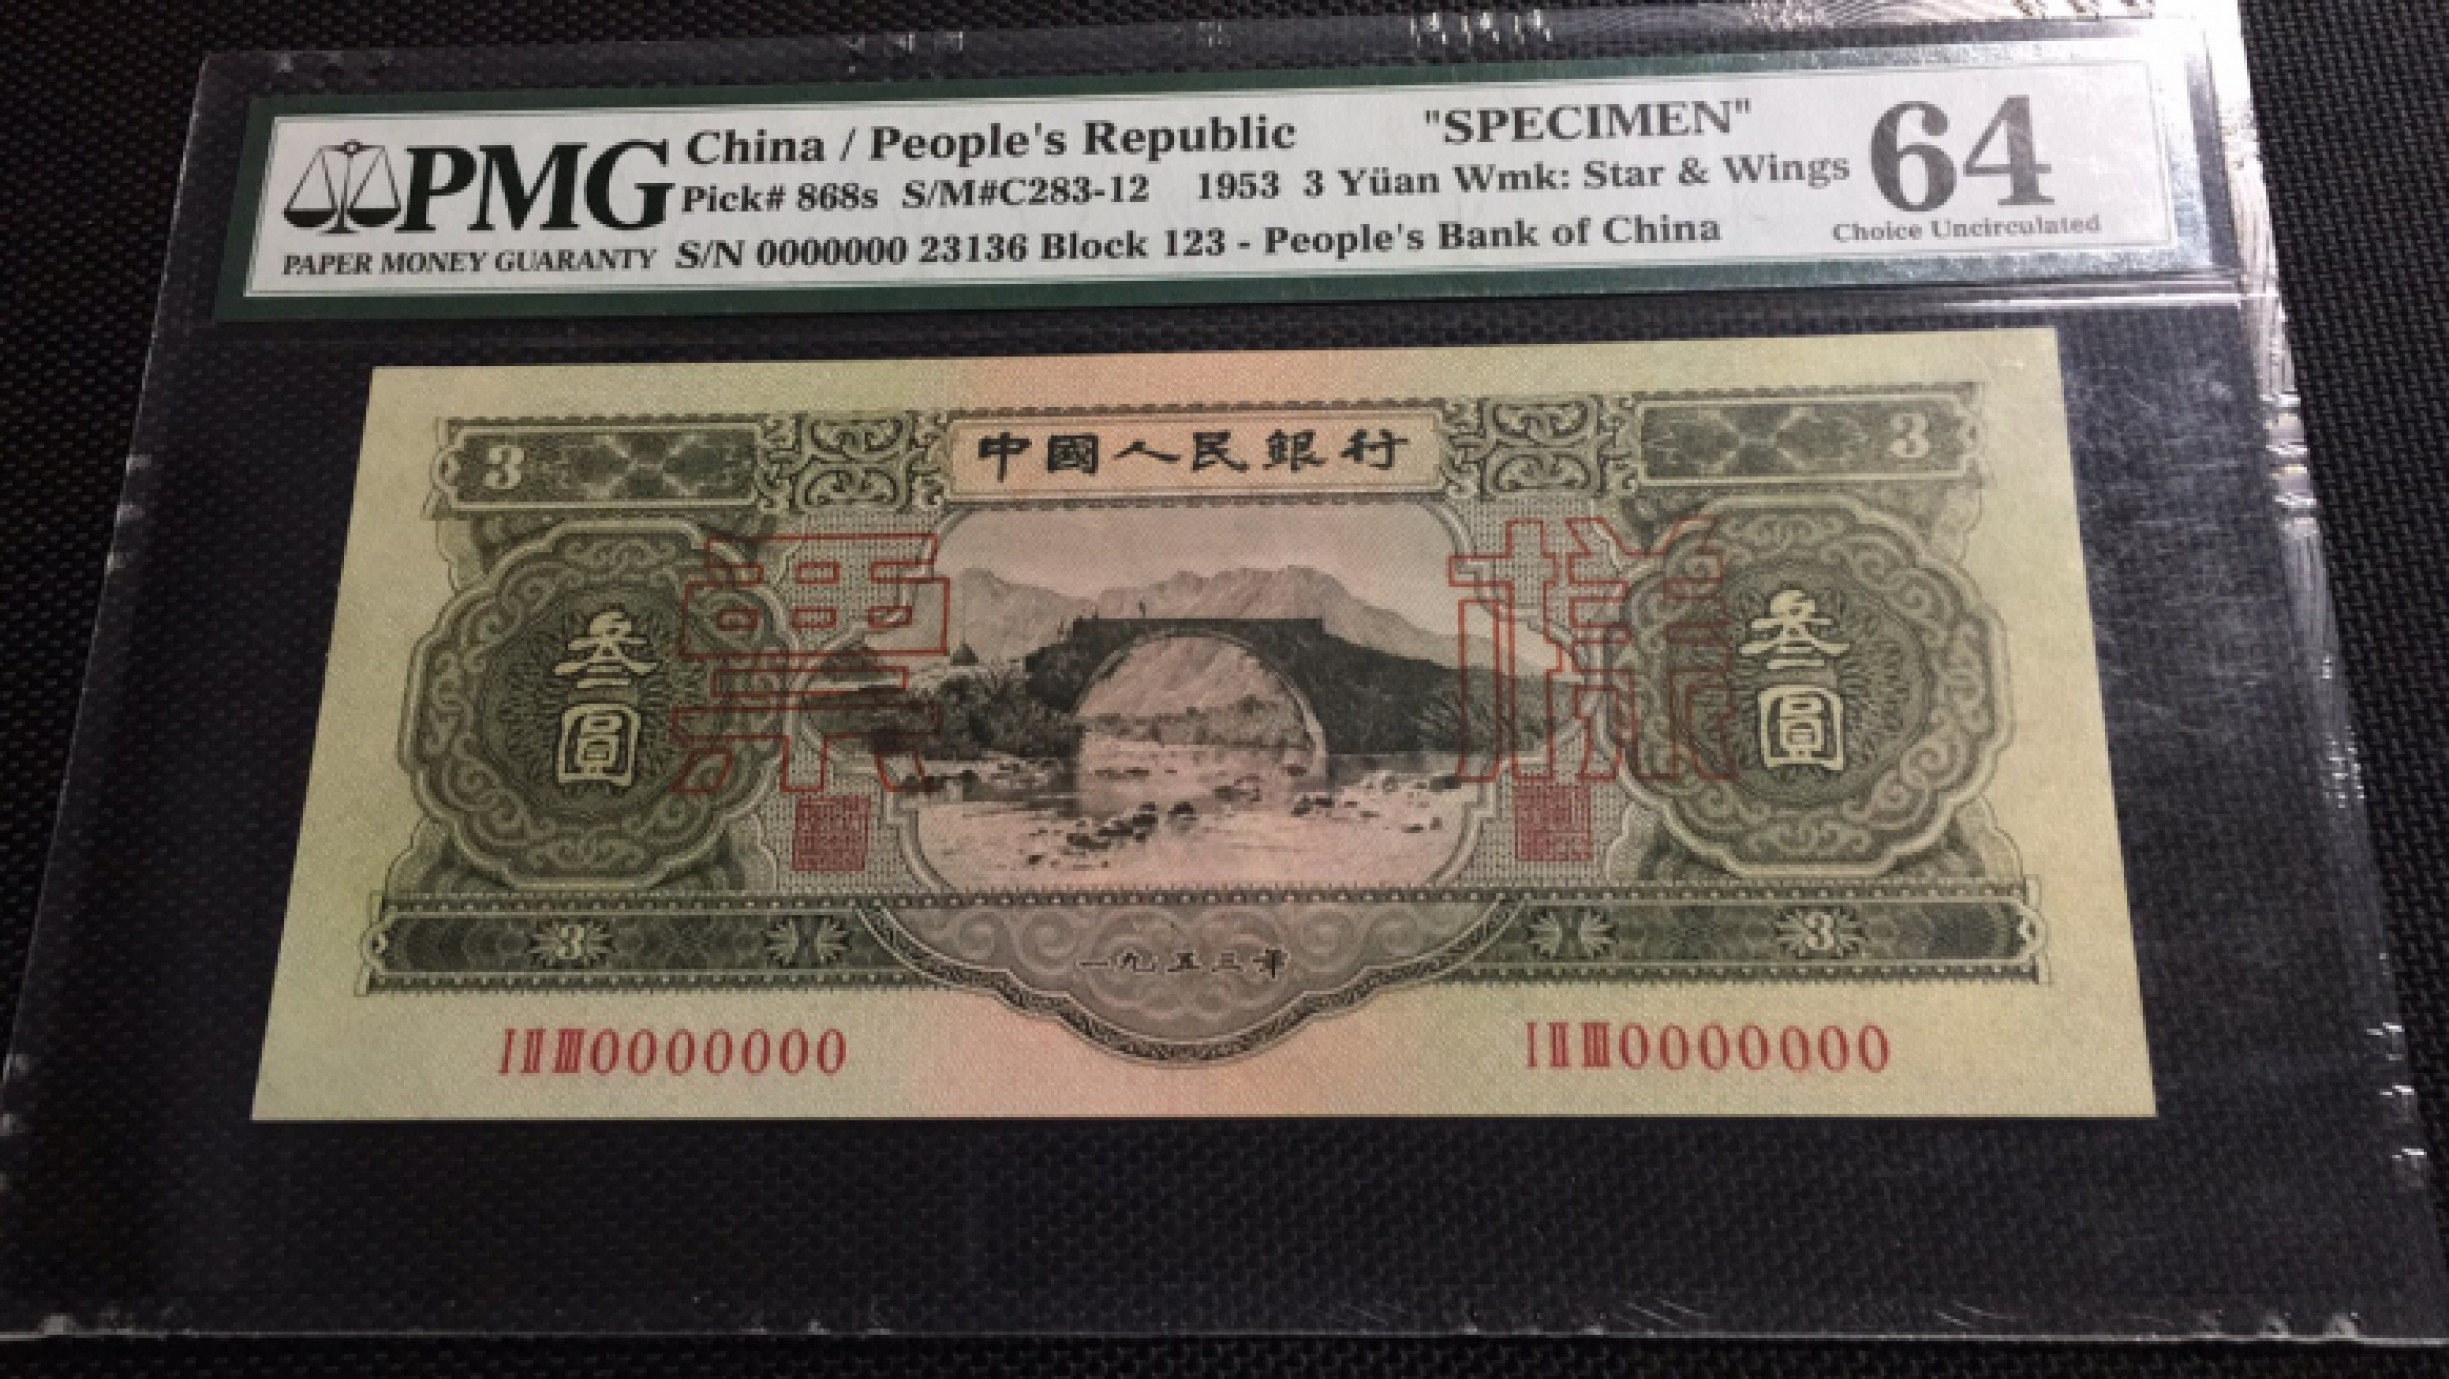 PMG
PAPER MONEY GUARANTY
China / People's Republic "SPECIMEN"
Pick# 868s S/M#C283-12 1953 3 Yüan Wmk: Star & Wings
S/N 0000000 23136 Block 123 - People's Bank of China
64
Choice Uncirculated
3 中國人民銀行 3
票 樣
叁圓 叁圓
3 一九五三年 3
I II III 0000000 I II III 0000000